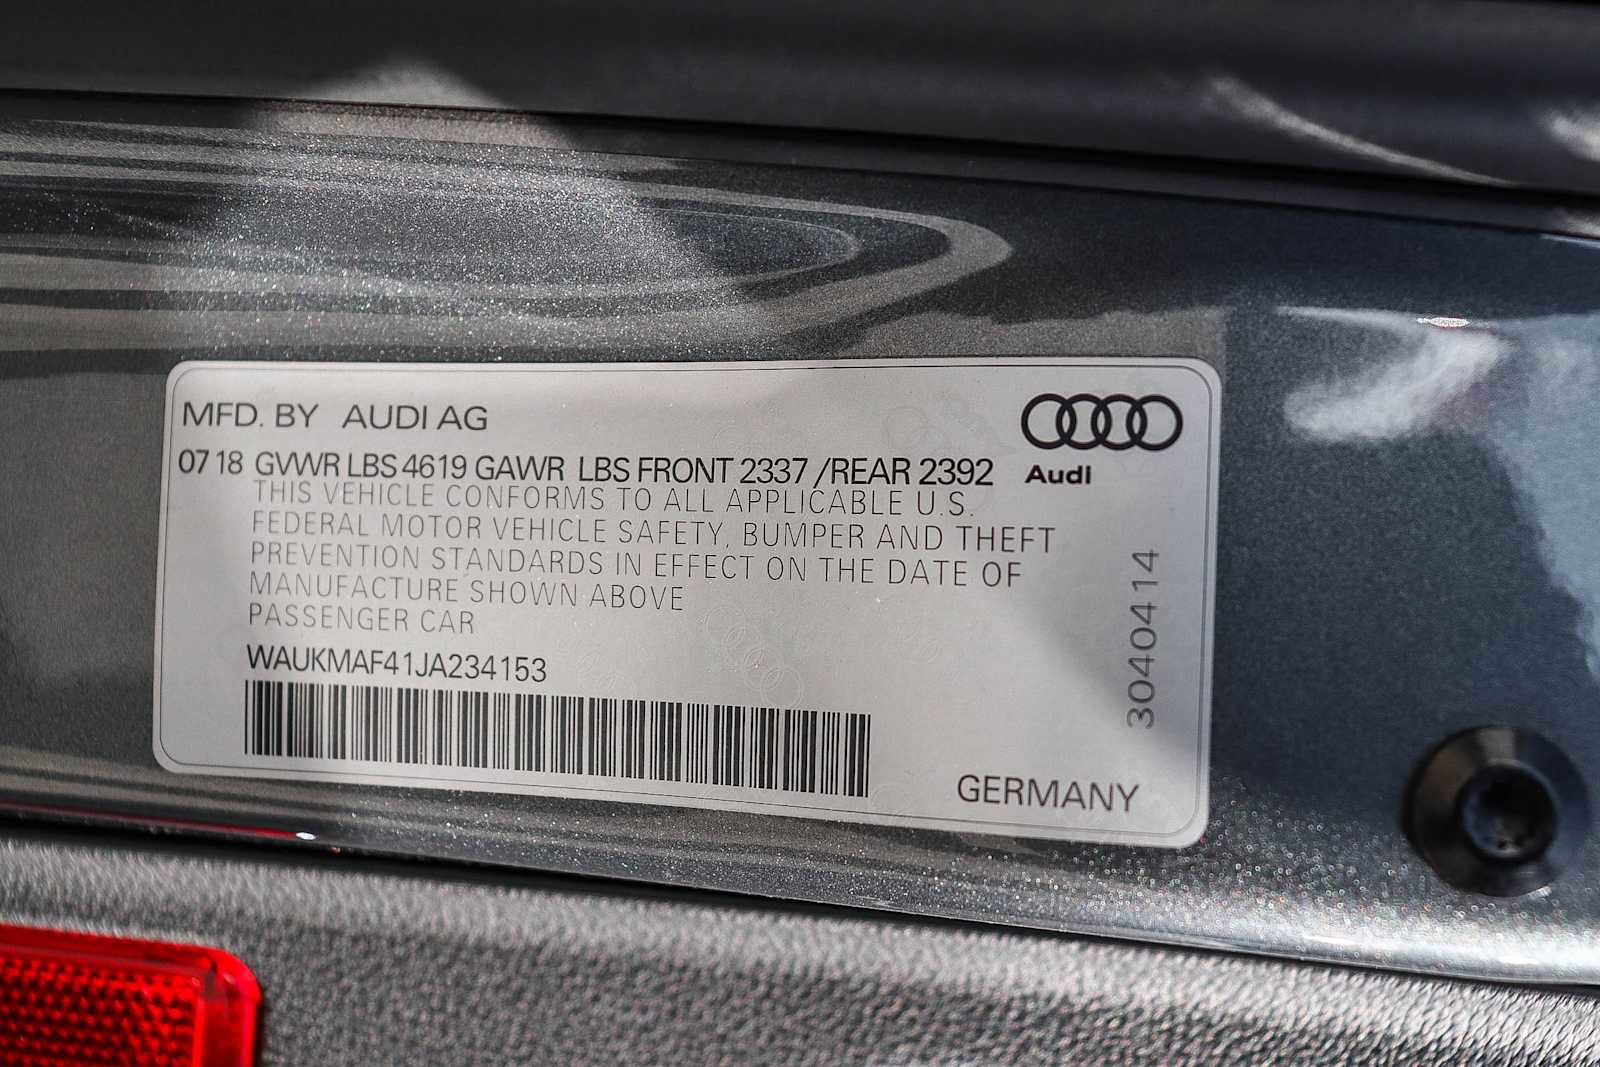 MFD. BY AUDI AG
07 18 GVWR LBS 4619 GAWR LBS FRONT 2337 /REAR 2392
Audi
THIS VEHICLE CONFORMS TO ALL APPLICABLE U.S.
FEDERAL MOTOR VEHICLE SAFETY, BUMPER AND THEFT
PREVENTION STANDARDS IN EFFECT ON THE DATE OF
MANUFACTURE SHOWN ABOVE
PASSENGER CAR
WAUKMAF41JA234153
3040414
GERMANY